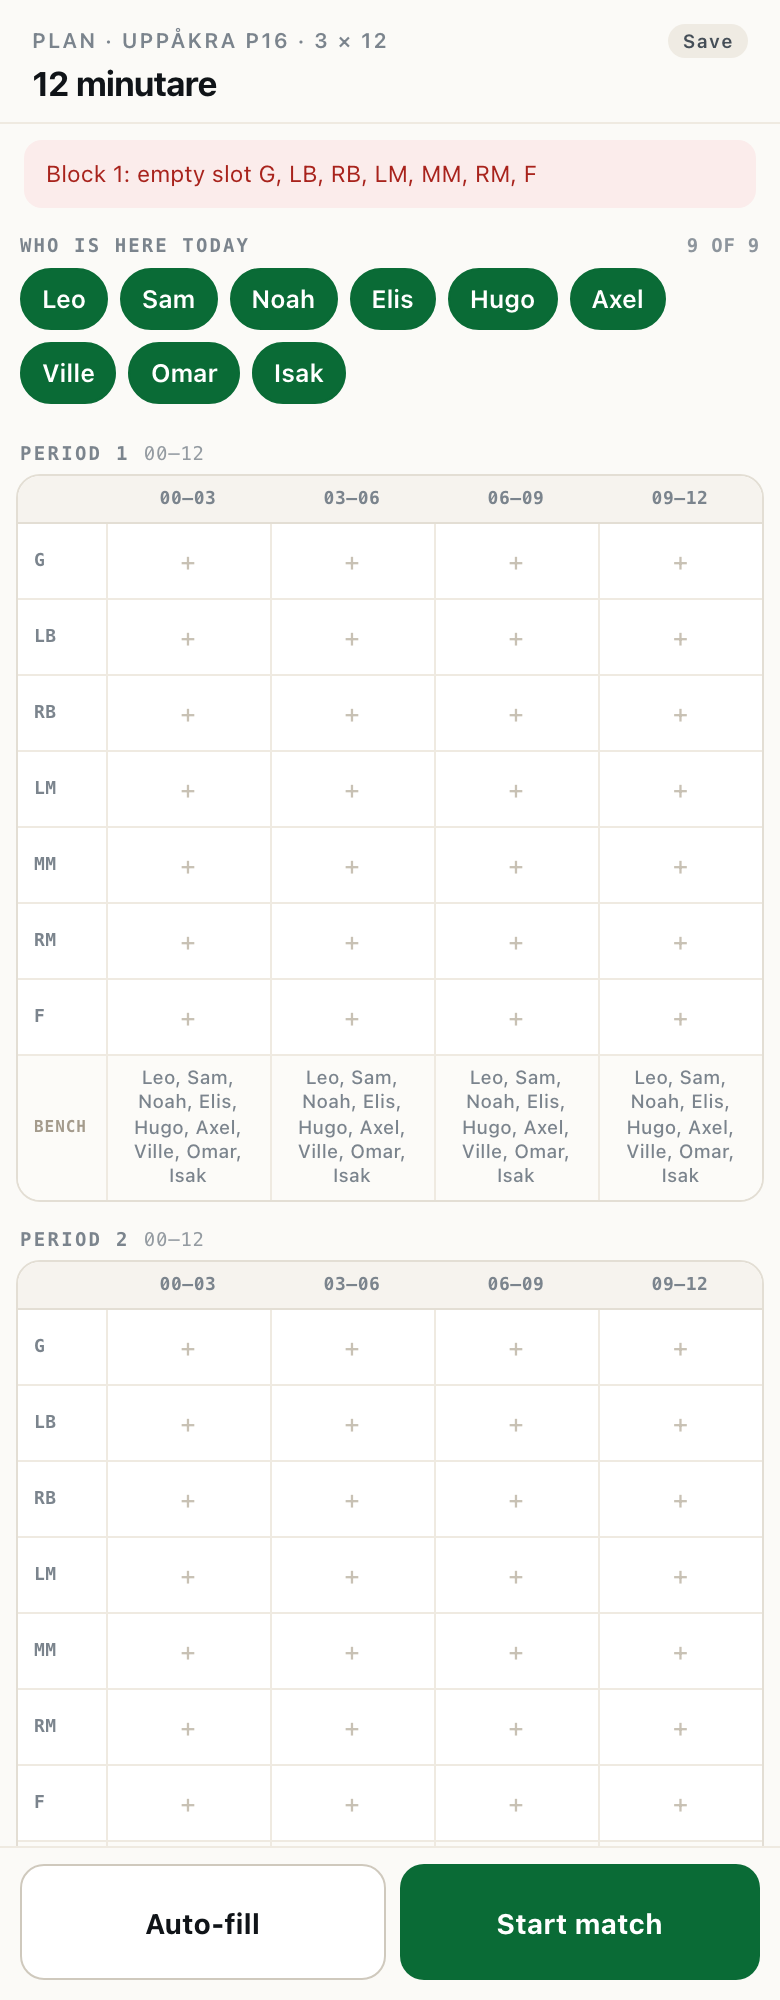 PLAN · UPPÅKRA P16 · 3 × 12
Save
12 minutare
Block 1: empty slot G, LB, RB, LM, MM, RM, F
WHO IS HERE TODAY 9 OF 9
Leo Sam Noah Elis Hugo Axel
Ville Omar Isak
PERIOD 1 00–12
00–03 03–06 06–09 09–12
G + + + +
LB + + + +
RB + + + +
LM + + + +
MM + + + +
RM + + + +
F + + + +
BENCH
Leo, Sam, Leo, Sam, Leo, Sam, Leo, Sam,
Noah, Elis, Noah, Elis, Noah, Elis, Noah, Elis,
Hugo, Axel, Hugo, Axel, Hugo, Axel, Hugo, Axel,
Ville, Omar, Ville, Omar, Ville, Omar, Ville, Omar,
Isak Isak Isak Isak
PERIOD 2 00–12
00–03 03–06 06–09 09–12
G + + + +
LB + + + +
RB + + + +
LM + + + +
MM + + + +
RM + + + +
F + + + +
Auto-fill Start match